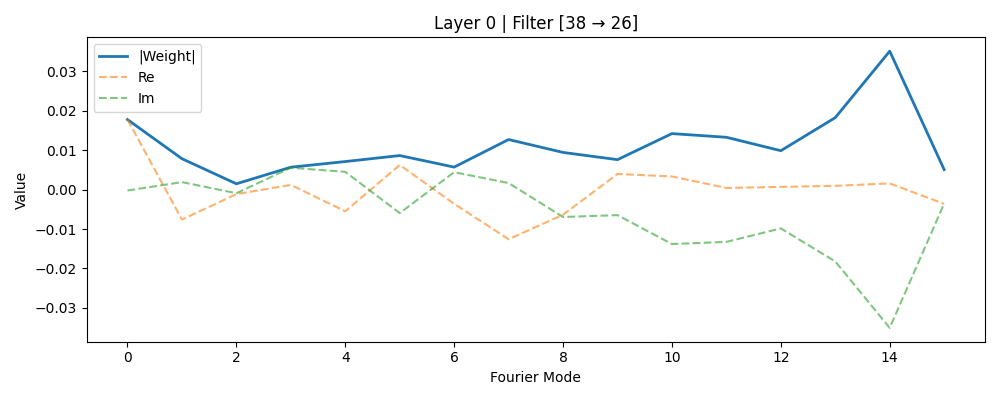 Layer 0 | Filter [38 → 26]
|Weight|
Re
Im
0.03
0.02
0.01
0.00
−0.01
−0.02
−0.03
Value
0 2 4 6 8 10 12 14
Fourier Mode